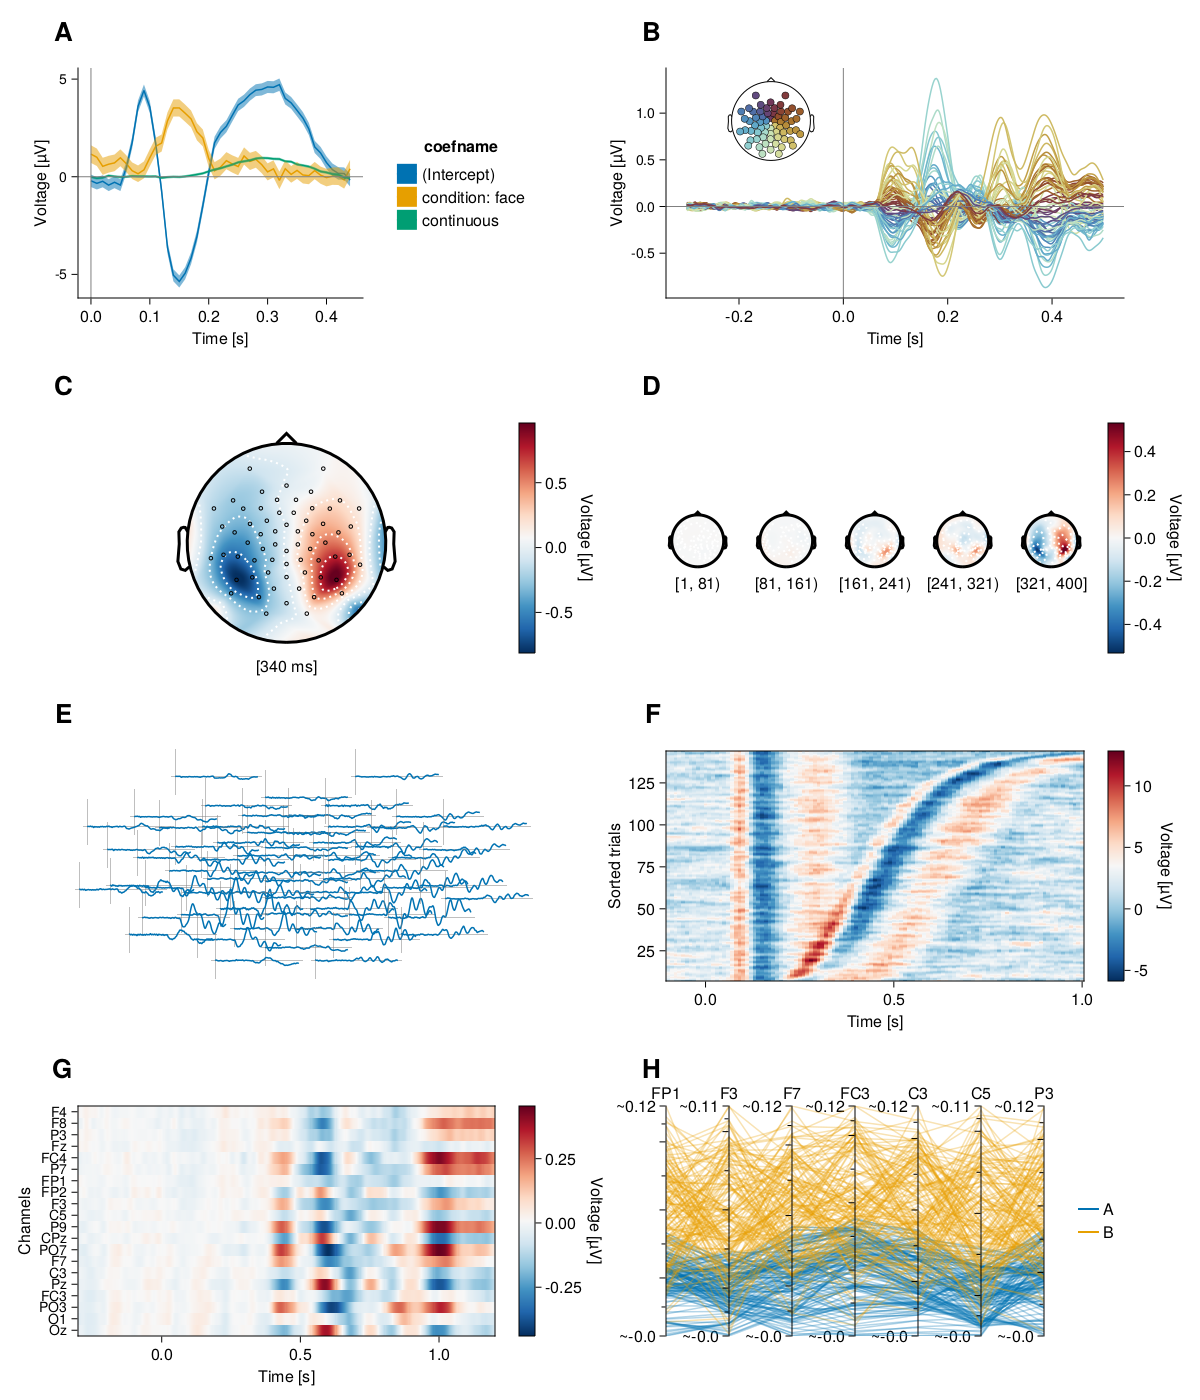 A
5
0
-5
Voltage [µV]
0.0 0.1 0.2 0.3 0.4
Time [s]
coefname
(Intercept)
condition: face
continuous
B
1.0
0.5
0.0
-0.5
Voltage [µV]
-0.2 0.0 0.2 0.4
Time [s]
C
[340 ms]
0.5
0.0
-0.5
Voltage [µV]
D
[1, 81) [81, 161) [161, 241) [241, 321) [321, 400]
0.4
0.2
0.0
-0.2
-0.4
Voltage [µV]
E
F
125
100
75
50
25
Sorted trials
0.0 0.5 1.0
Time [s]
10
5
0
-5
Voltage [µV]
G
F4
F8
P3
Fz
FC4
P7
FP1
FP2
F3
C5
P9
CPz
PO7
F7
C3
Pz
FC3
PO3
O1
Oz
Channels
0.0 0.5 1.0
Time [s]
0.25
0.00
-0.25
Voltage [µV]
H
FP1 F3 F7 FC3 C3 C5 P3
~0.12 ~0.11 ~0.12 ~0.12 ~0.12 ~0.11 ~0.12
~-0.0 ~-0.0 ~-0.0 ~-0.0 ~-0.0 ~-0.0 ~-0.0
A
B